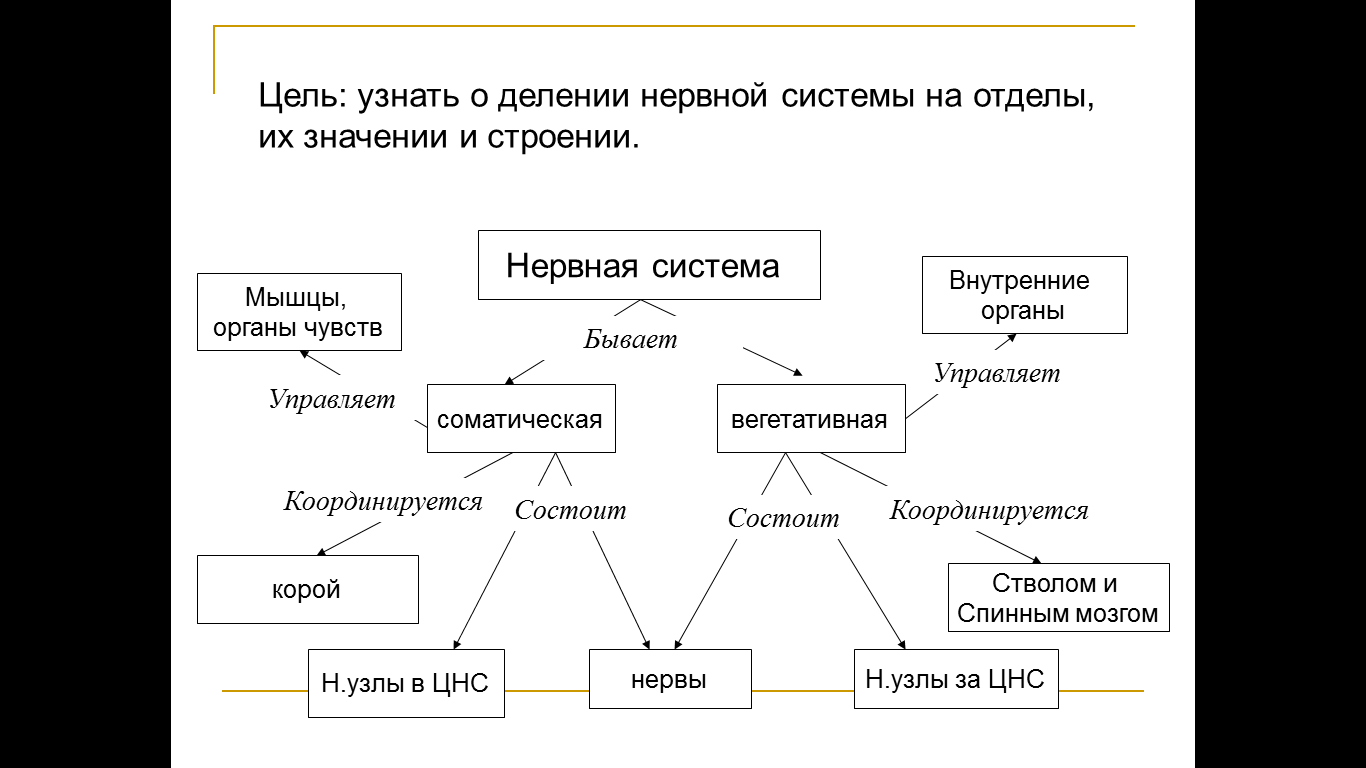 Цель: узнать о делении нервной системы на отделы,
их значении и строении.
Нервная система
Мышцы,
органы чувств
Внутренние
органы
Бывает
Управляет
Управляет
соматическая
вегетативная
Координируется
Состоит
Состоит
Координируется
корой
Стволом и
Спинным мозгом
Н.узлы в ЦНС
нервы
Н.узлы за ЦНС